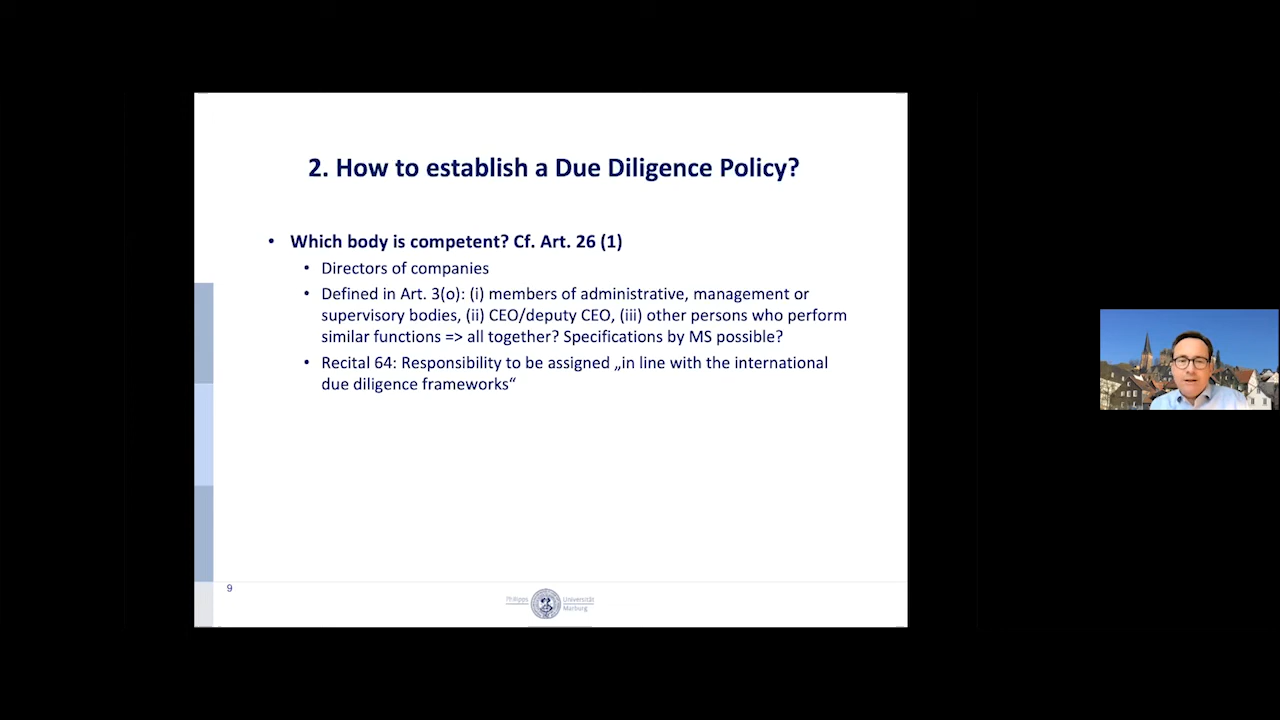 2. How to establish a Due Diligence Policy?
• Which body is competent? Cf. Art. 26 (1)
• Directors of companies
• Defined in Art. 3(o): (i) members of administrative, management or
supervisory bodies, (ii) CEO/deputy CEO, (iii) other persons who perform
similar functions => all together? Specifications by MS possible?
• Recital 64: Responsibility to be assigned „in line with the international
due diligence frameworks“
9
Philipps
Universität
Marburg